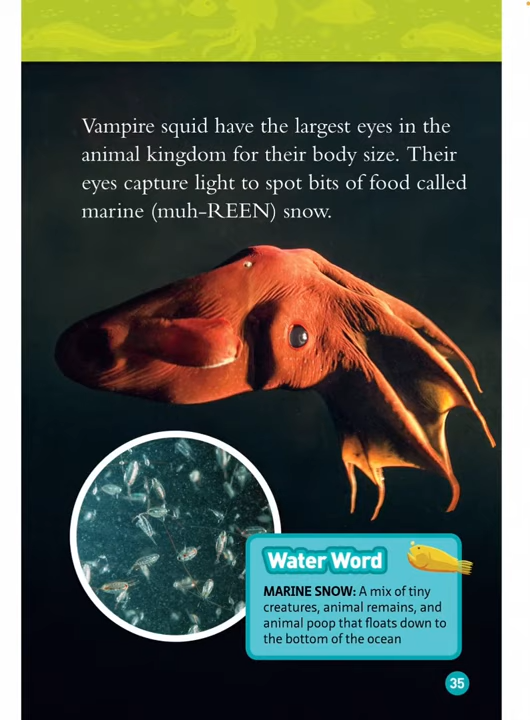 Vampire squid have the largest eyes in the
animal kingdom for their body size. Their
eyes capture light to spot bits of food called
marine (muh-REEN) snow.
Water Word
MARINE SNOW: A mix of tiny
creatures, animal remains, and
animal poop that floats down to
the bottom of the ocean
35